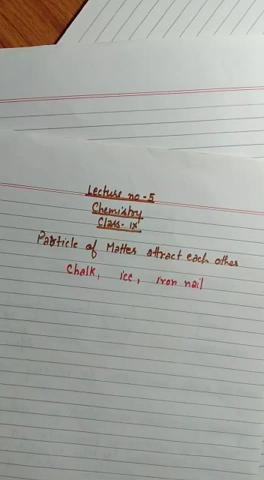 Lecture no-5
Chemistry
Class-IX
Particle of Matter attract each other
Chalk, ice, iron nail